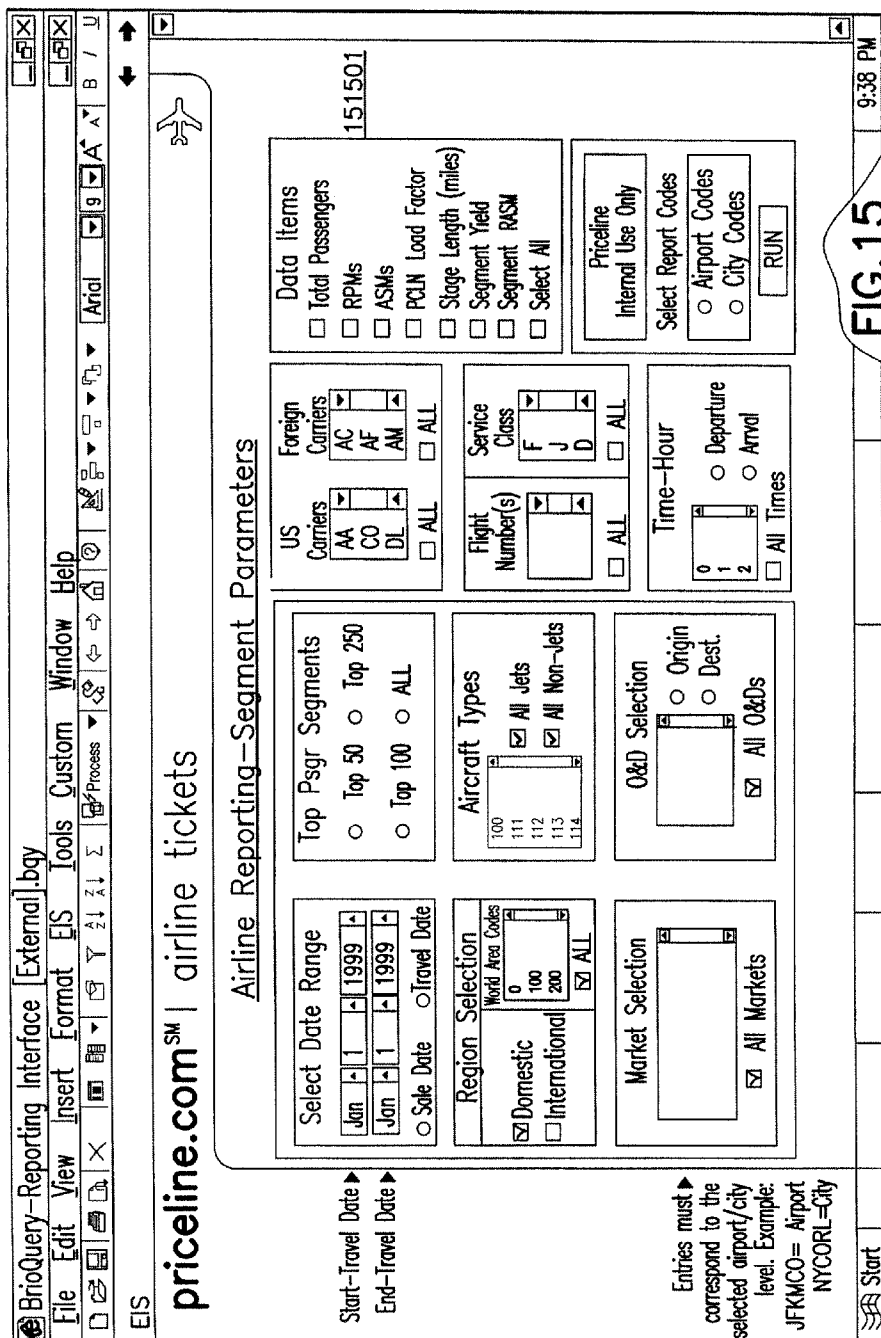 BrioQuery-Reporting Interface [External].bqy
File Edit View Insert Format EIS Tools Custom Window Help
Process Arial 9 A A B I U
EIS
priceline.com℠ | airline tickets
Airline Reporting-Segment Parameters
151501
Start-Travel Date
End-Travel Date
Select Date Range
Jan 1 1999
Jan 1 1999
Sale Date Travel Date
Top Psgr Segments
Top 50 Top 250
Top 100 ALL
US Carriers
AA
CO
DL
ALL
Foreign Carriers
AC
AF
AM
ALL
Data Items
Total Passengers
RPMs
ASMs
PCLN Load Factor
Stage Length (miles)
Segment Yield
Segment RASM
Select All
Region Selection
Domestic
International
World Area Codes
0
100
200
ALL
Aircraft Types
100
111
112
113
114
All Jets
All Non-Jets
Flight Number(s)
ALL
Service Class
F
J
D
ALL
Priceline
Internal Use Only
Select Report Codes
Airport Codes
City Codes
RUN
Entries must
correspond to the
selected airport/city
level. Example:
JFKMCO= Airport
NYCORL=City
Market Selection
All Markets
O&D Selection
Origin
Dest.
All O&Ds
Time-Hour
0
1
2
Departure
Arrval
All Times
Start
9:38 PM
FIG.15